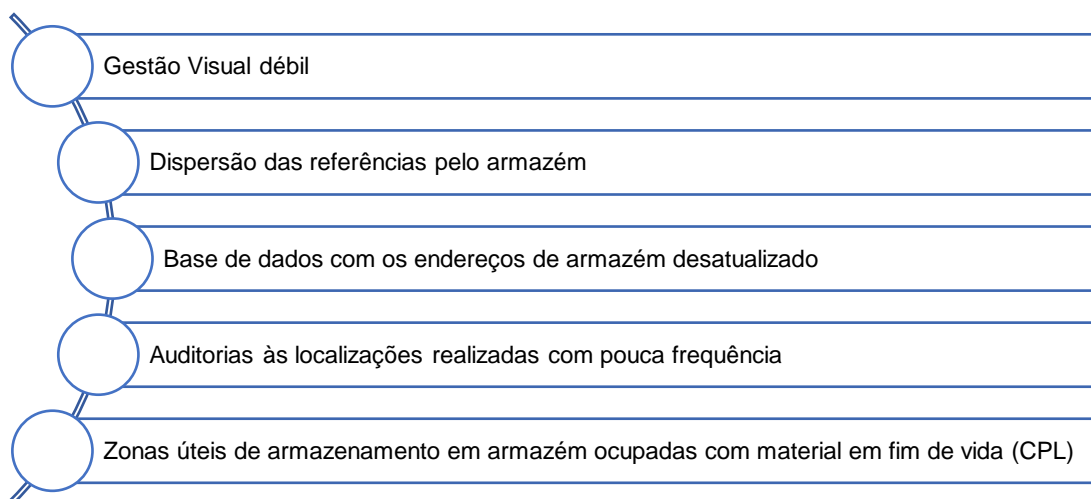 Gestão Visual débil
Dispersão das referências pelo armazém
Base de dados com os endereços de armazém desatualizado
Auditorias às localizações realizadas com pouca frequência
Zonas úteis de armazenamento em armazém ocupadas com material em fim de vida (CPL)